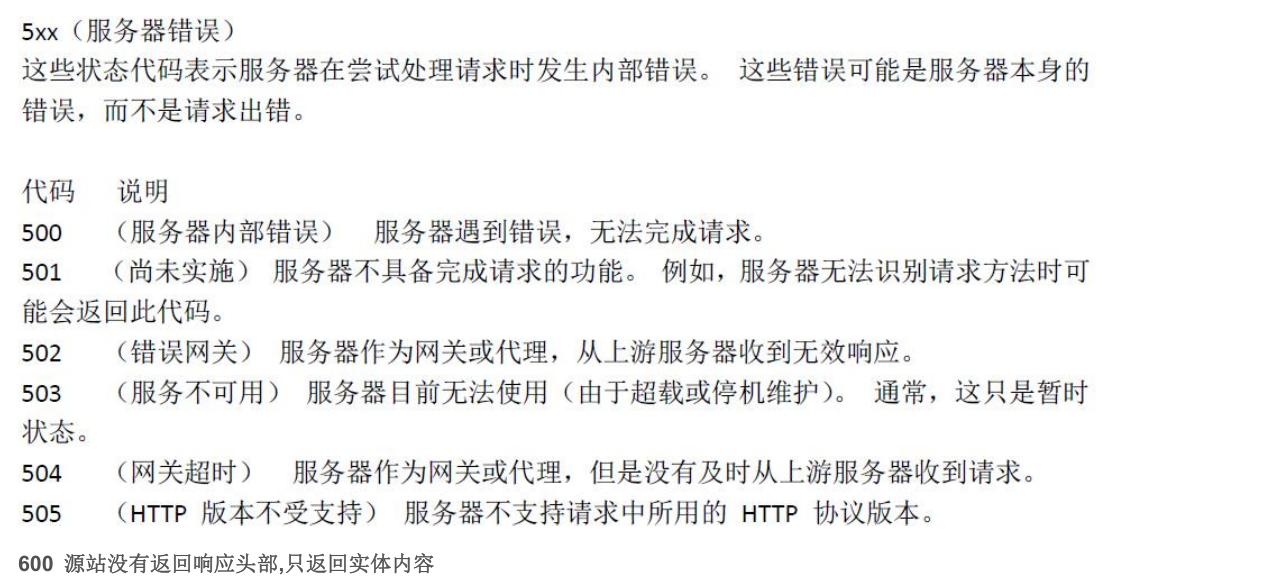 5xx（服务器错误）
这些状态代码表示服务器在尝试处理请求时发生内部错误。 这些错误可能是服务器本身的
错误，而不是请求出错。
代码 说明
500 （服务器内部错误） 服务器遇到错误，无法完成请求。
501 （尚未实施） 服务器不具备完成请求的功能。 例如，服务器无法识别请求方法时可
能会返回此代码。
502 （错误网关） 服务器作为网关或代理，从上游服务器收到无效响应。
503 （服务不可用） 服务器目前无法使用（由于超载或停机维护）。 通常，这只是暂时
状态。
504 （网关超时） 服务器作为网关或代理，但是没有及时从上游服务器收到请求。
505 （HTTP 版本不受支持） 服务器不支持请求中所用的 HTTP 协议版本。
600 源站没有返回响应头部,只返回实体内容